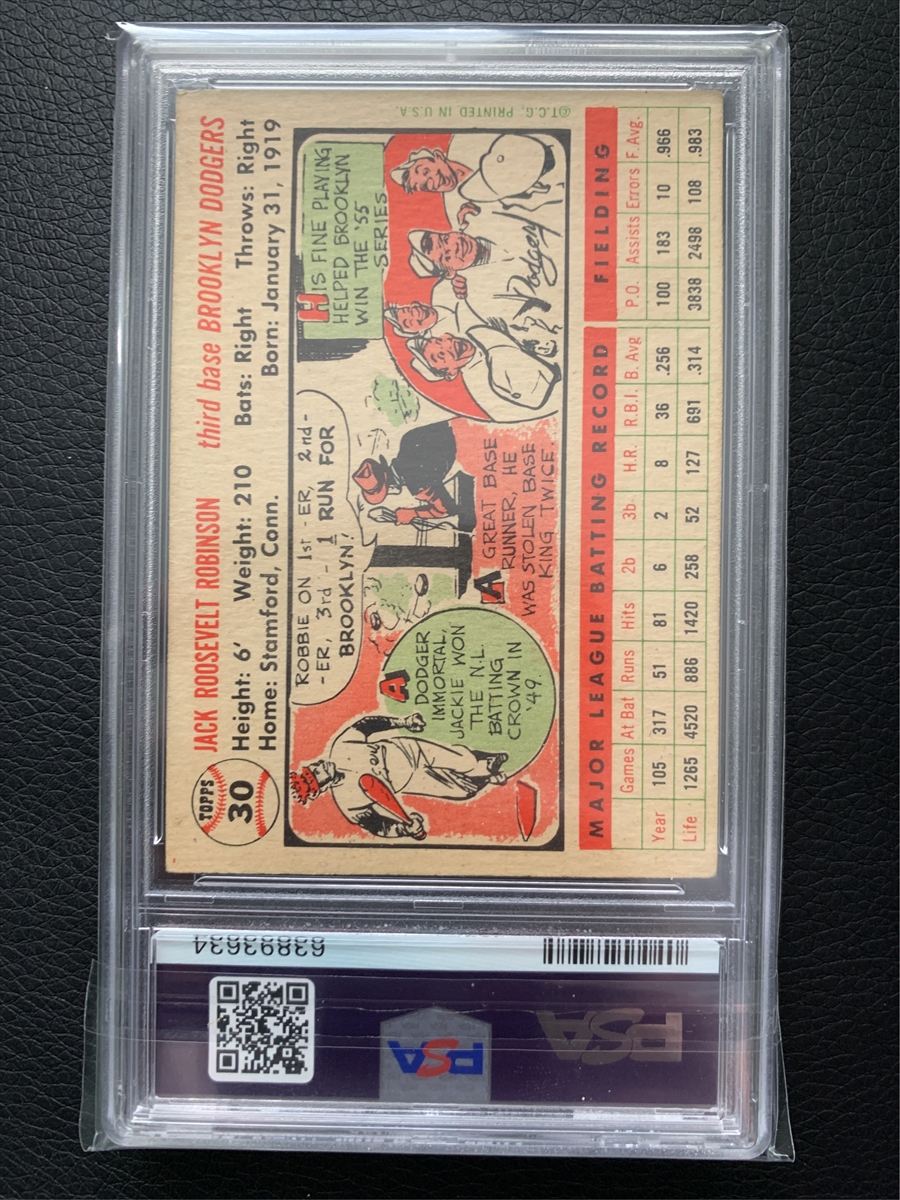 TOPPS
30
JACK ROOSEVELT ROBINSON third base BROOKLYN DODGERS
Height: 6' Weight: 210 Bats: Right Throws: Right
Home: Stamford, Conn. Born: January 31, 1919
ROBBIE ON 1st - ER 2nd-
-ER, 3rd - 1 RUN FOR
BROOKLYN!
HIS FINE PLAYING
HELPED BROOKLYN
WIN THE '55
SERIES
A DODGER
IMMORTAL,
JACKIE WON
THE N.L.
BATTING
CROWN IN
'49.
A GREAT BASE
RUNNER, HE
WAS STOLEN BASE
KING TWICE
Dodgers
©T.C.G. PRINTED IN U.S.A.
MAJOR LEAGUE BATTING RECORD FIELDING
Games At Bat Runs Hits 2b 3b H.R. R.B.I. B. Avg P.O. Assists Errors F. Avg.
Year 105 317 51 81 6 2 8 36 .256 100 183 10 .966
Life 1265 4520 886 1420 258 52 127 691 .314 3838 2498 108 .983
63893634
PSA
PSA